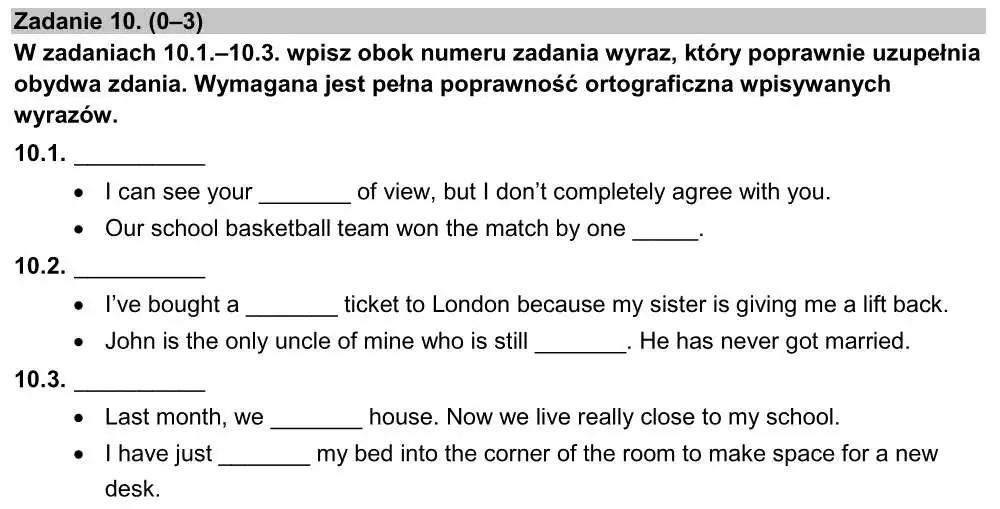 Zadanie 10. (0–3)
W zadaniach 10.1.–10.3. wpisz obok numeru zadania wyraz, który poprawnie uzupełnia
obydwa zdania. Wymagana jest pełna poprawność ortograficzna wpisywanych
wyrazów.
10.1. __________
• I can see your _______ of view, but I don’t completely agree with you.
• Our school basketball team won the match by one _____.
10.2. __________
• I’ve bought a _______ ticket to London because my sister is giving me a lift back.
• John is the only uncle of mine who is still _______. He has never got married.
10.3. __________
• Last month, we _______ house. Now we live really close to my school.
• I have just _______ my bed into the corner of the room to make space for a new
desk.